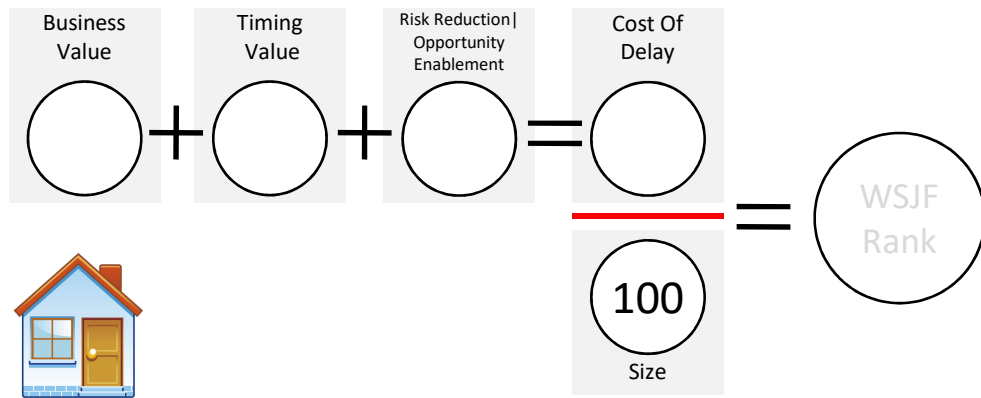 Business
Value
Timing
Value
Risk Reduction|
Opportunity
Enablement
Cost Of
Delay
+
+
=
=
WSJF
Rank
100
Size